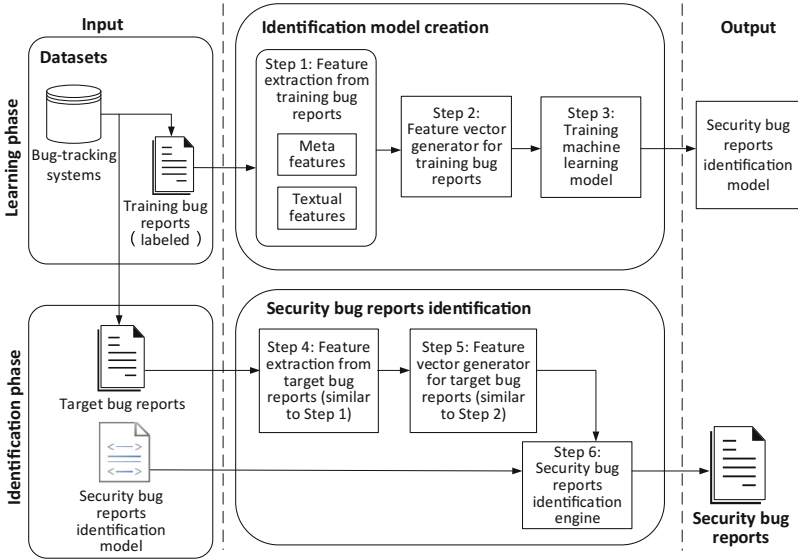 Input
Identification model creation
Output
Learning phase
Datasets
Bug-tracking
systems
Training bug
reports
( labeled )
Step 1: Feature
extraction from
training bug
reports
Meta
features
Textual
features
Step 2:
Feature vector
generator for
training bug
reports
Step 3:
Training
machine
learning
model
Security bug
reports
identification
model
Identification phase
Target bug reports
Security bug
reports
identification
model
Security bug reports identification
Step 4: Feature
extraction from
target bug
reports (similar
to Step 1)
Step 5: Feature
vector generator
for target bug
reports (similar
to Step 2)
Step 6:
Security bug
reports
identification
engine
Security bug
reports